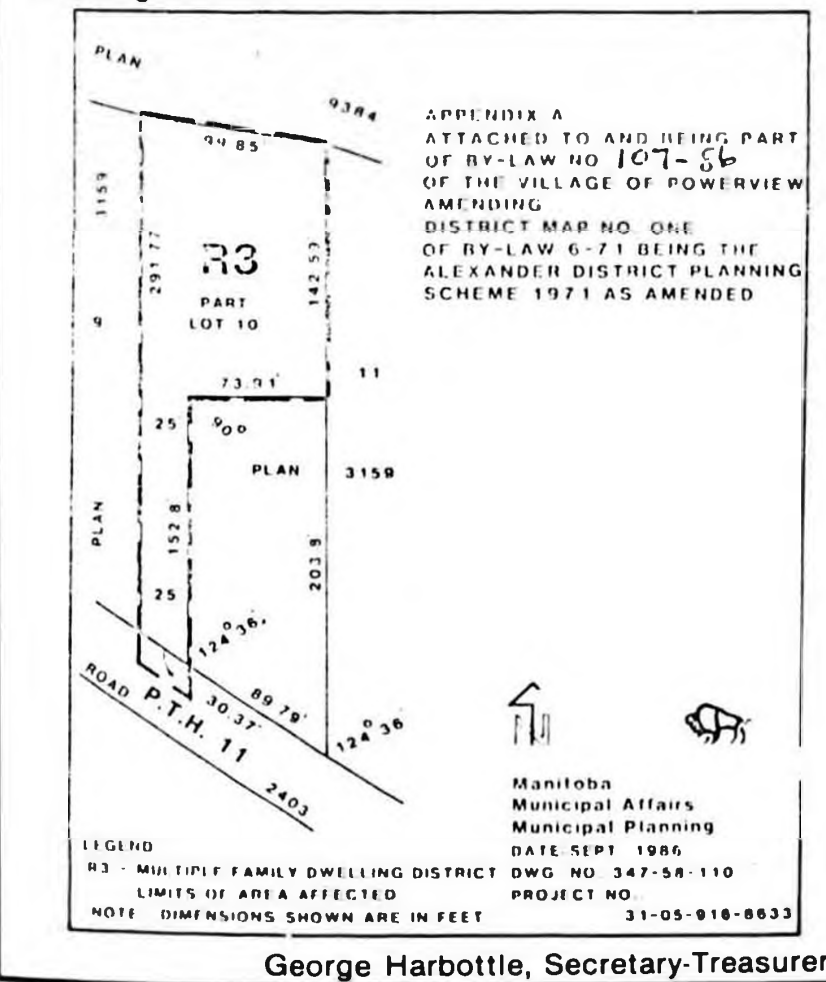 PLAN
9384
99.85'
3159
291.77
142.59
R3
PART
LOT 10
9
11
73.91'
25'
90°
PLAN
3159
PLAN
152.8
203.9'
25'
124°36'
ROAD
P.T.H. 11
30.37'
89.79'
124°36'
2403
APPENDIX A
ATTACHED TO AND BEING PART
OF BY-LAW NO 107-86
OF THE VILLAGE OF POWERVIEW
AMENDING
DISTRICT MAP NO. ONE
OF BY-LAW 6-71 BEING THE
ALEXANDER DISTRICT PLANNING
SCHEME 1971 AS AMENDED
Manitoba
Municipal Affairs
Municipal Planning
DATE SEPT 1986
DWG NO 347-58-110
PROJECT NO
31-05-916-8633
LEGEND
R3 - MULTIPLE FAMILY DWELLING DISTRICT
LIMITS OF AREA AFFECTED
NOTE DIMENSIONS SHOWN ARE IN FEET
George Harbottle, Secretary-Treasurer